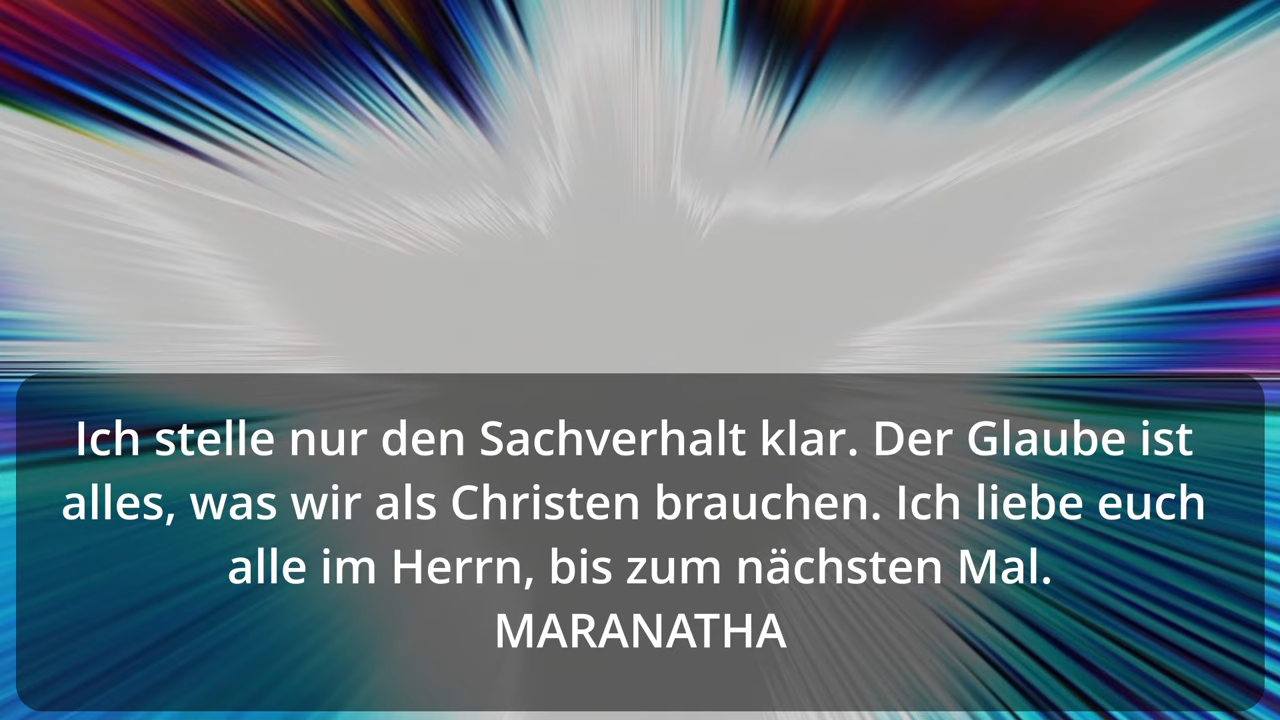 Ich stelle nur den Sachverhalt klar. Der Glaube ist
alles, was wir als Christen brauchen. Ich liebe euch
alle im Herrn, bis zum nächsten Mal.
MARANATHA